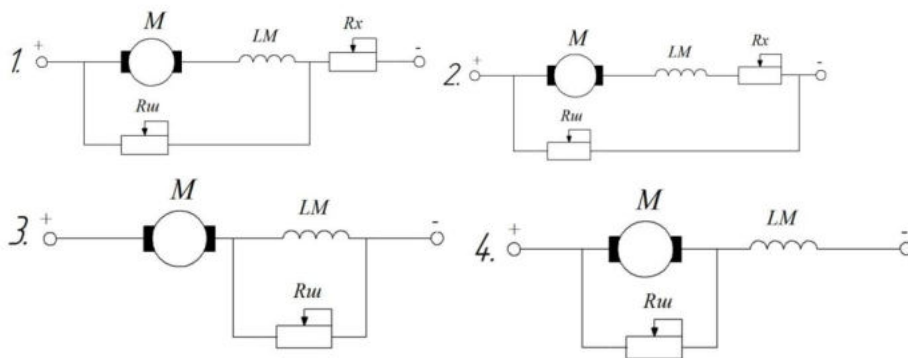 1. + M LM Rx -
Rш
2. + M LM Rx -
Rш
3. + M LM -
Rш
4. + M LM -
Rш